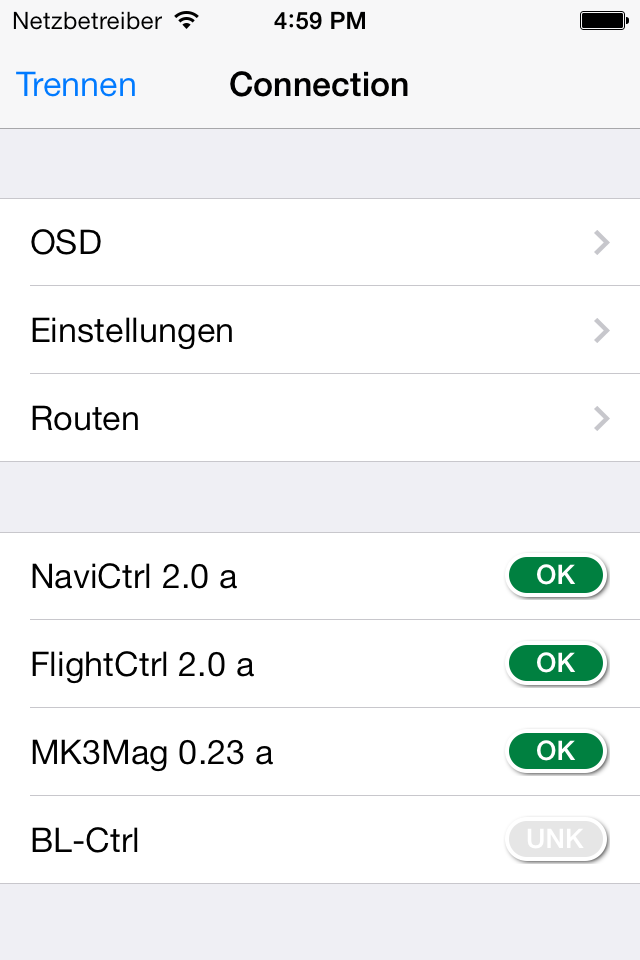 Netzbetreiber 4:59 PM
Trennen Connection
OSD
Einstellungen
Routen
NaviCtrl 2.0 a OK
FlightCtrl 2.0 a OK
MK3Mag 0.23 a OK
BL-Ctrl UNK